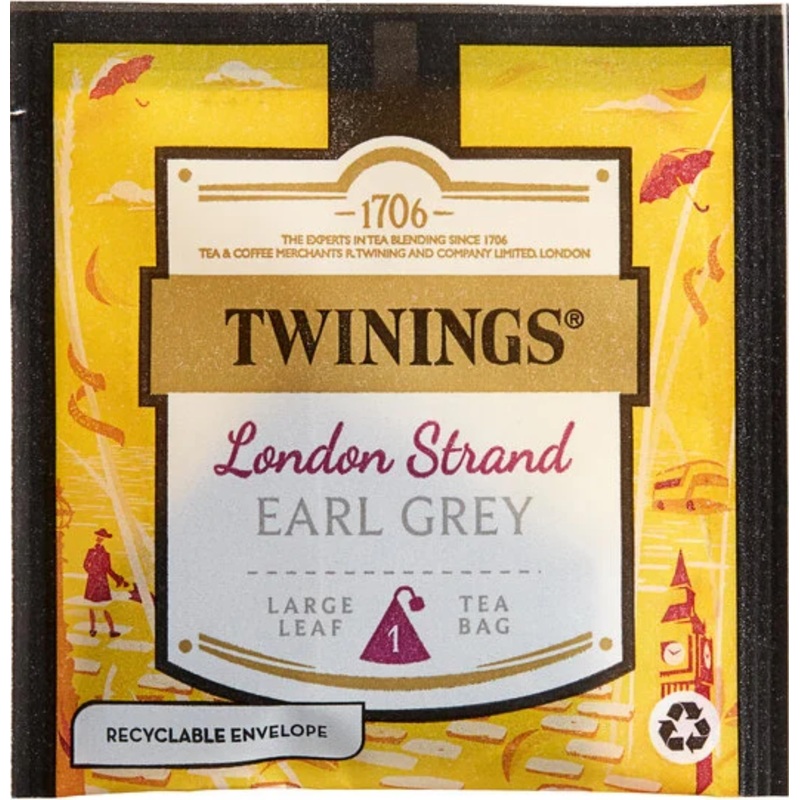 -1706-
THE EXPERTS IN TEA BLENDING SINCE 1706
TEA & COFFEE MERCHANTS R. TWINING AND COMPANY LIMITED. LONDON
TWININGS®
London Strand
EARL GREY
LARGE LEAF
1
TEA BAG
RECYCLABLE ENVELOPE